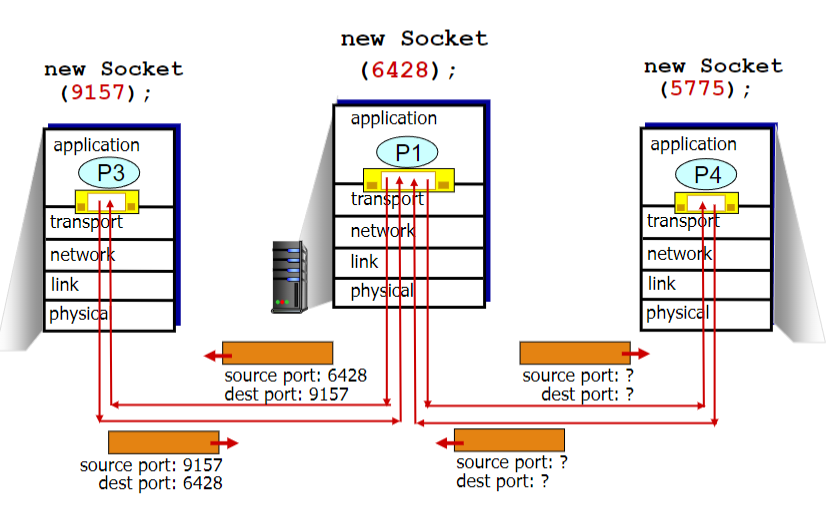 new Socket
(9157);
new Socket
(6428);
new Socket
(5775);
application
P3
transport
network
link
physical
application
P1
transport
network
link
physical
application
P4
transport
network
link
physical
source port: 6428
dest port: 9157
source port: 9157
dest port: 6428
source port: ?
dest port: ?
source port: ?
dest port: ?